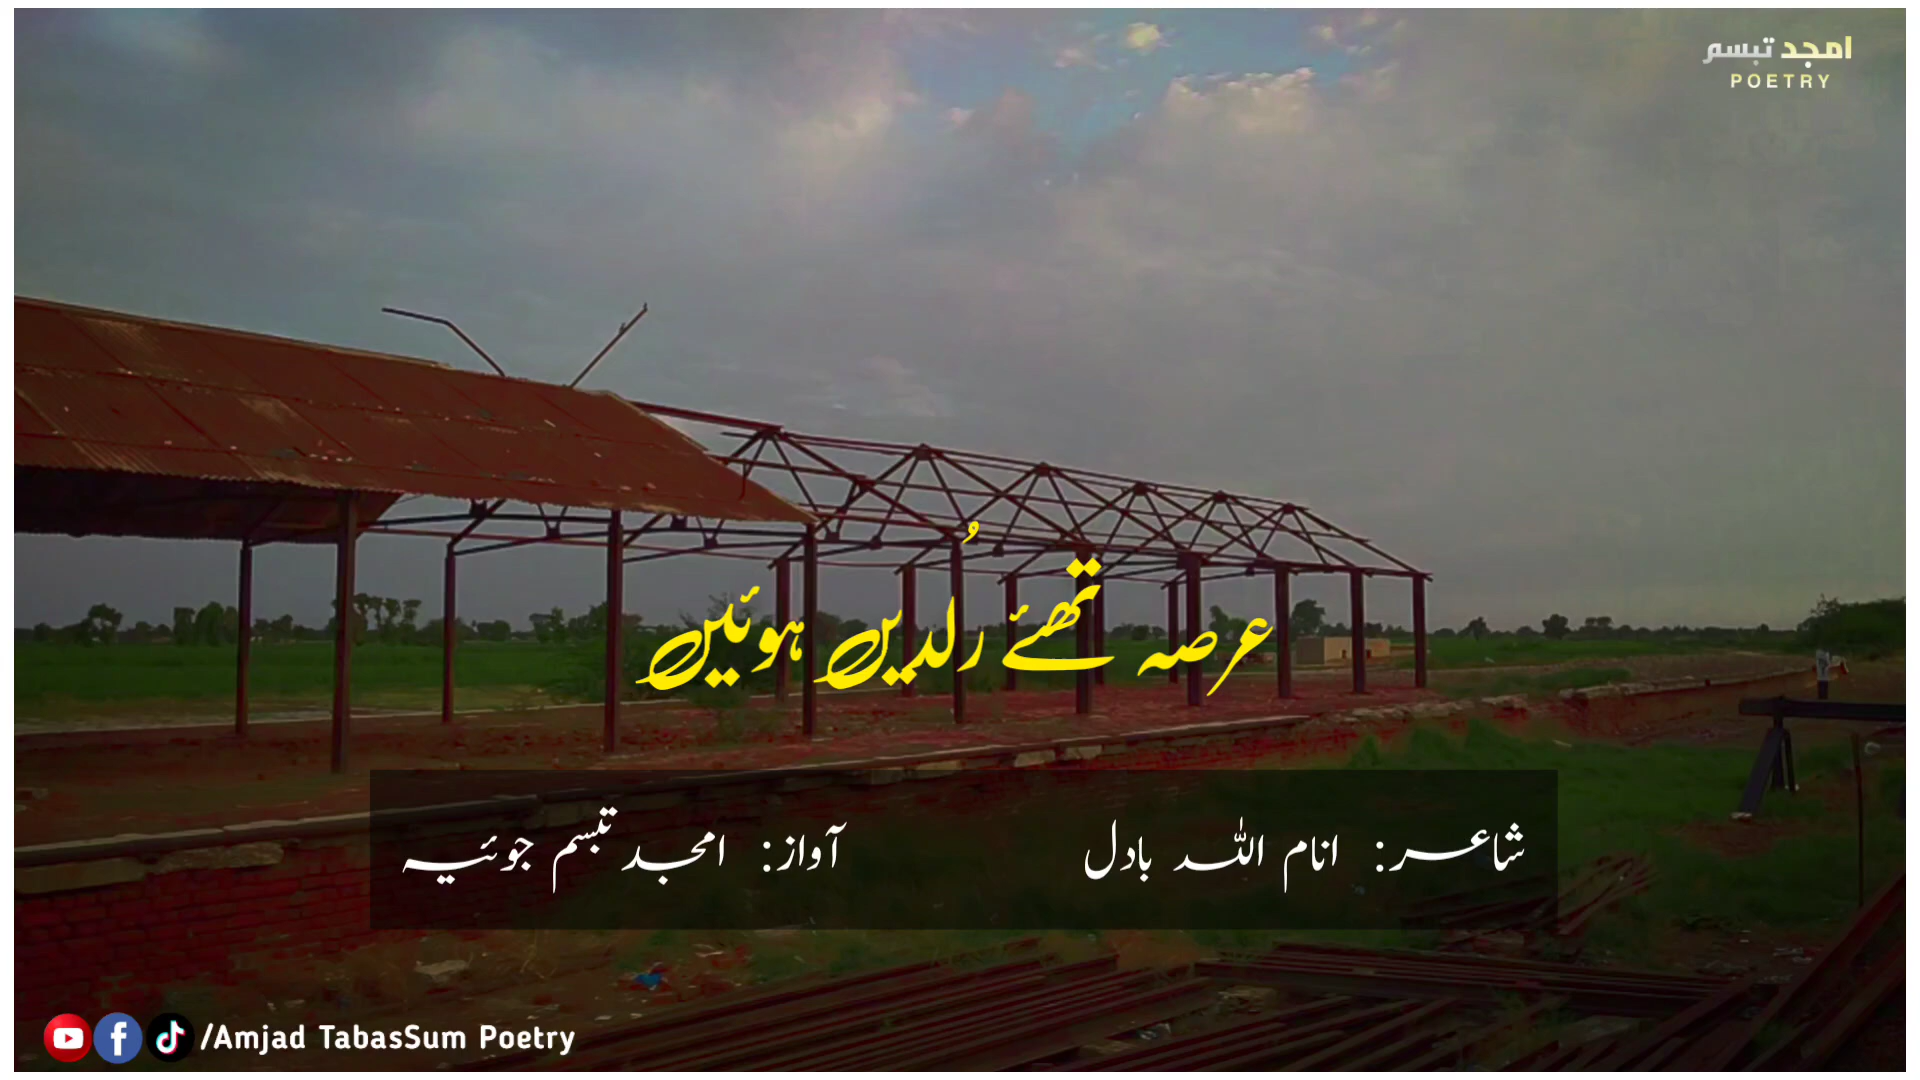 امجد تبسم
POETRY
عرصہ تھئے رُلدیں ہوئیں
شاعر: انام اللہ بادل
آواز: امجد تبسم جوئیہ
/Amjad TabasSum Poetry